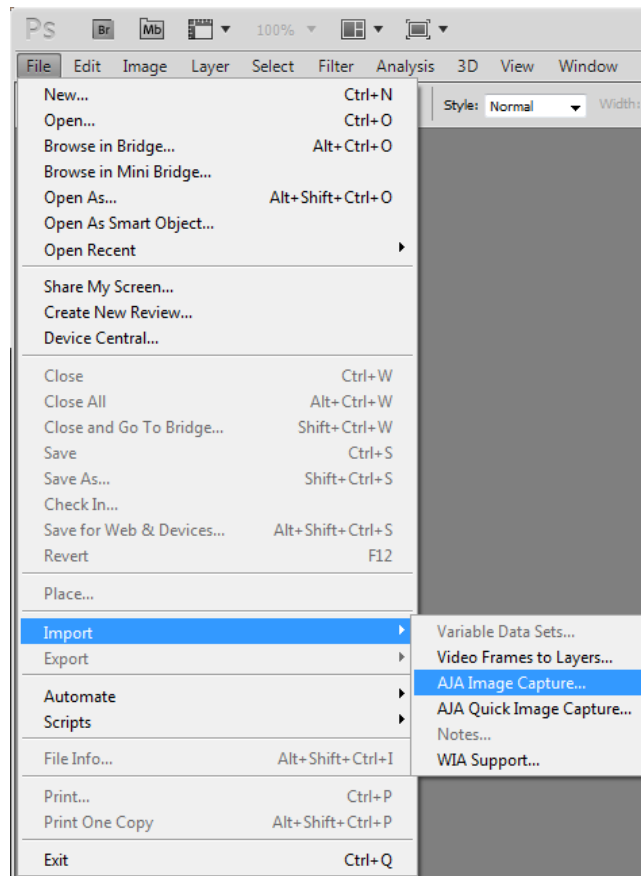 Ps Br Mb 100%
File Edit Image Layer Select Filter Analysis 3D View Window
Style: Normal Width:
New... Ctrl+N
Open... Ctrl+O
Browse in Bridge... Alt+Ctrl+O
Browse in Mini Bridge...
Open As... Alt+Shift+Ctrl+O
Open As Smart Object...
Open Recent
Share My Screen...
Create New Review...
Device Central...
Close Ctrl+W
Close All Alt+Ctrl+W
Close and Go To Bridge... Shift+Ctrl+W
Save Ctrl+S
Save As... Shift+Ctrl+S
Check In...
Save for Web & Devices... Alt+Shift+Ctrl+S
Revert F12
Place...
Import
Export
Automate
Scripts
File Info... Alt+Shift+Ctrl+I
Print... Ctrl+P
Print One Copy Alt+Shift+Ctrl+P
Exit Ctrl+Q
Variable Data Sets...
Video Frames to Layers...
AJA Image Capture...
AJA Quick Image Capture...
Notes...
WIA Support...